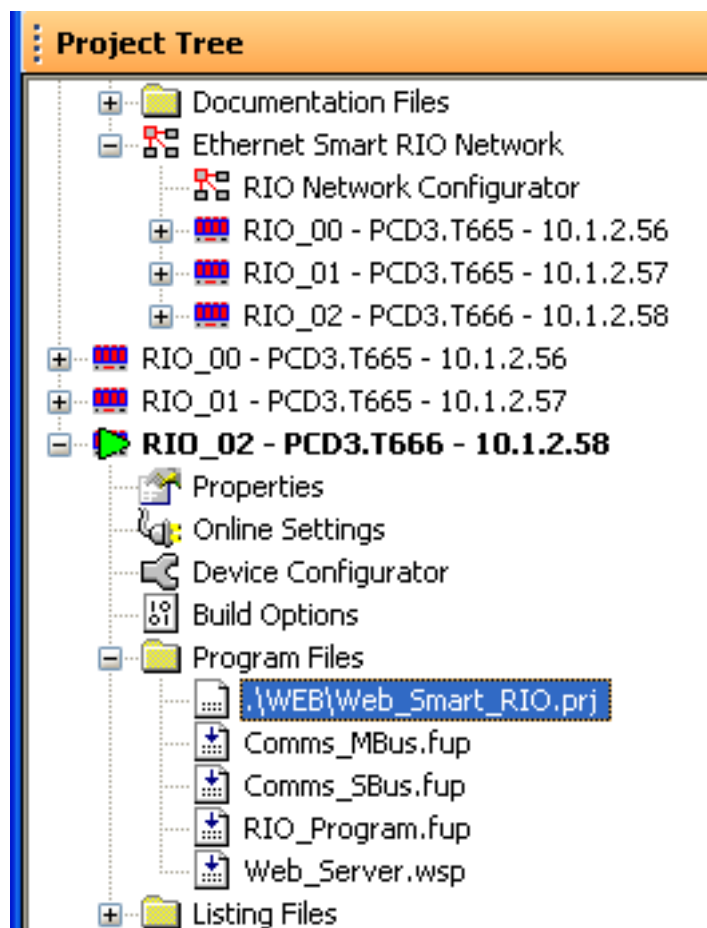 Project Tree
Documentation Files
Ethernet Smart RIO Network
RIO Network Configurator
RIO_00 - PCD3.T665 - 10.1.2.56
RIO_01 - PCD3.T665 - 10.1.2.57
RIO_02 - PCD3.T666 - 10.1.2.58
RIO_00 - PCD3.T665 - 10.1.2.56
RIO_01 - PCD3.T665 - 10.1.2.57
RIO_02 - PCD3.T666 - 10.1.2.58
Properties
Online Settings
Device Configurator
Build Options
Program Files
.\WEB\Web_Smart_RIO.prj
Comms_MBus.fup
Comms_SBus.fup
RIO_Program.fup
Web_Server.wsp
Listing Files